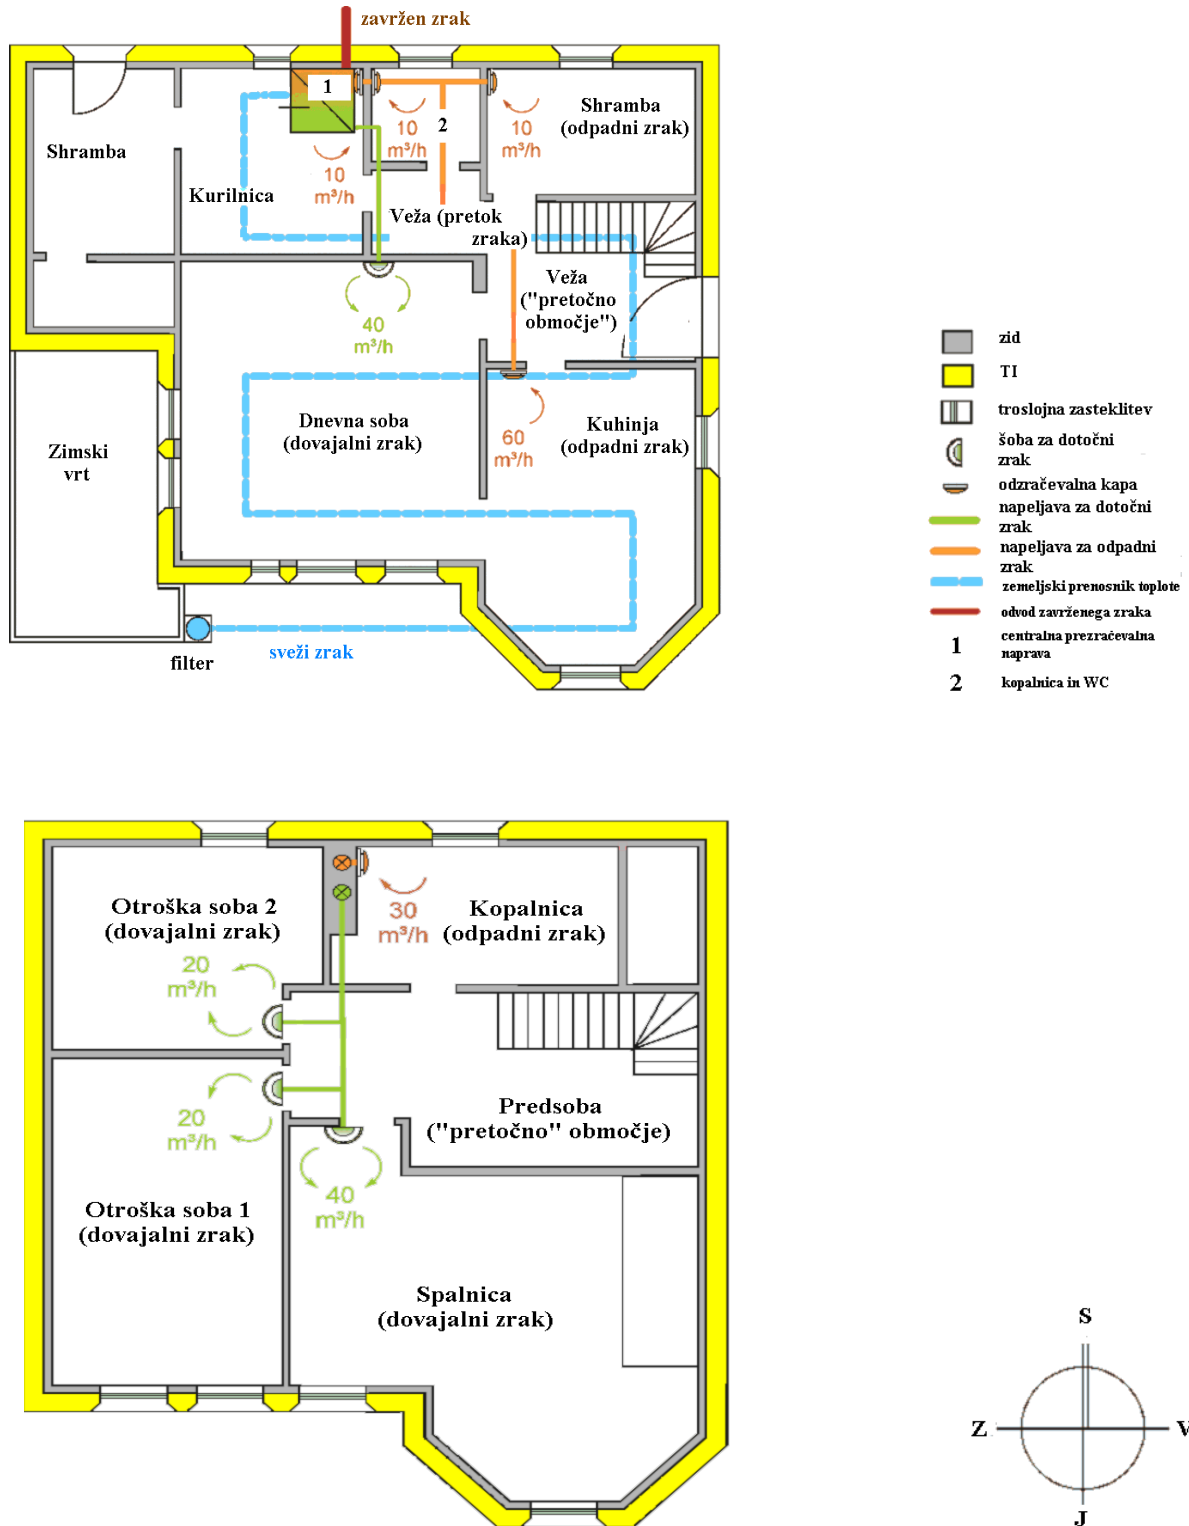 zavržen zrak
1
2
10
m³/h
10
m³/h
10
m³/h
Shramba
(odpadni zrak)
Shramba
Kurilnica
Veža (pretok
zraka)
Veža
("pretočno
območje")
40
m³/h
Dnevna soba
(dovajalni zrak)
60
m³/h
Kuhinja
(odpadni zrak)
Zimski
vrt
filter
sveži zrak
zid
TI
troslojna zasteklitev
šoba za dotočni
zrak
odzračevalna kapa
napeljava za dotočni
zrak
napeljava za odpadni
zrak
zemeljski prenosnik toplote
odvod zavrženega zraka
1
centralna prezračevalna
naprava
2
kopalnica in WC
Otroška soba 2
(dovajalni zrak)
30
m³/h
Kopalnica
(odpadni zrak)
20
m³/h
20
m³/h
Predsoba
("pretočno" območje)
40
m³/h
Otroška soba 1
(dovajalni zrak)
Spalnica
(dovajalni zrak)
S
Z
V
J